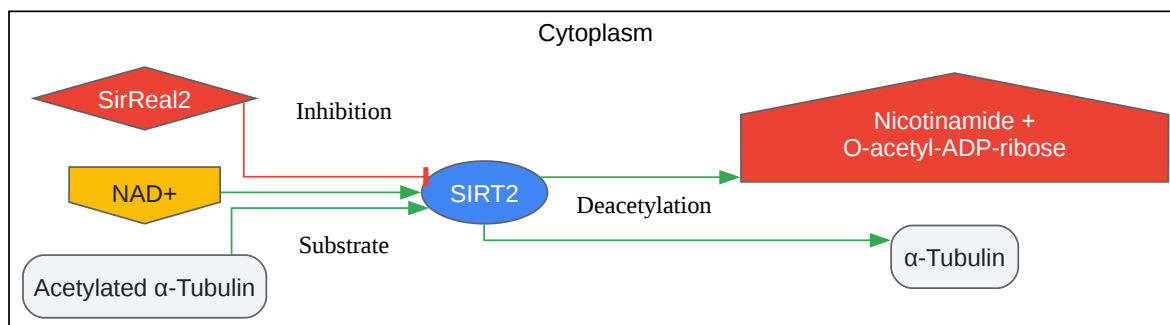 Cytoplasm
SirReal2
Inhibition
Nicotinamide +
O-acetyl-ADP-ribose
NAD+
SIRT2
Deacetylation
Substrate
α-Tubulin
Acetylated α-Tubulin